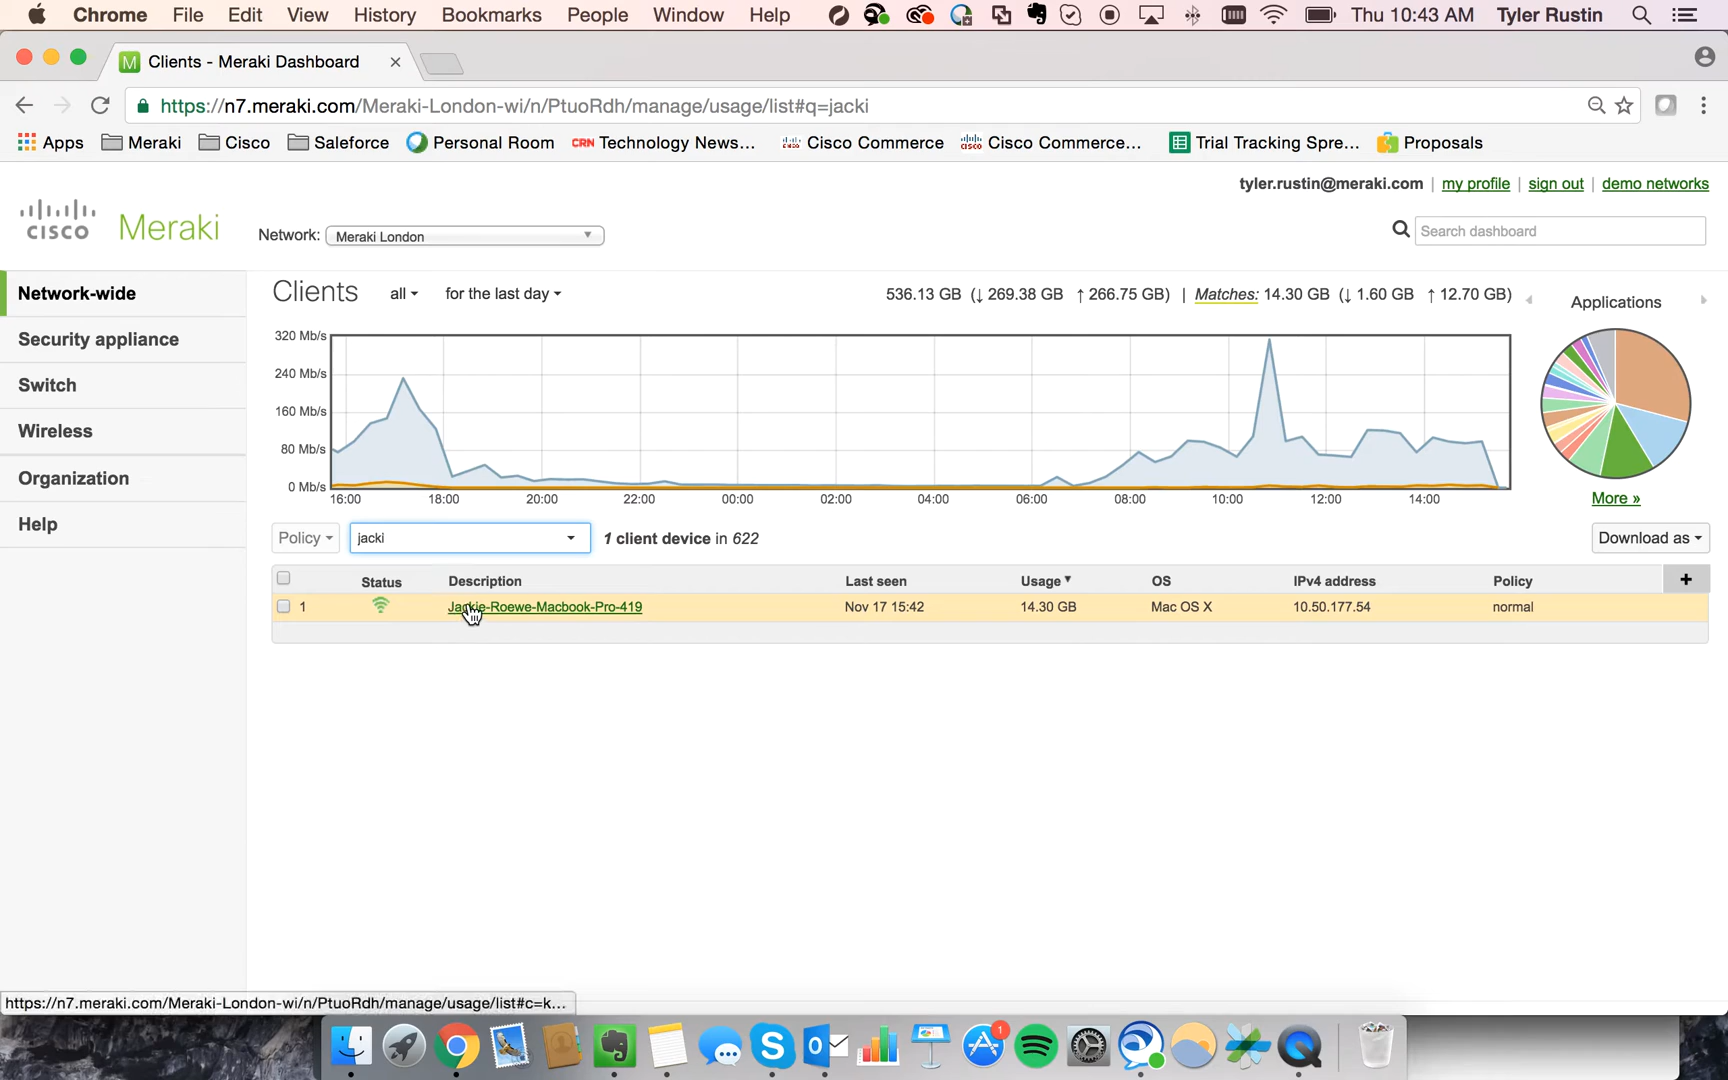 Chrome File Edit View History Bookmarks People Window Help Thu 10:43 AM Tyler Rustin
M Clients - Meraki Dashboard
https://n7.meraki.com/Meraki-London-wi/n/PtuoRdh/manage/usage/list#q=jacki
Apps Meraki Cisco Saleforce Personal Room CRN Technology News... Cisco Commerce Cisco Commerce... Trial Tracking Spre... Proposals
tyler.rustin@meraki.com | my profile | sign out | demo networks
CISCO Meraki
Network: Meraki London
Search dashboard
Network-wide
Security appliance
Switch
Wireless
Organization
Help
Clients all for the last day 536.13 GB (↓ 269.38 GB ↑ 266.75 GB) | Matches: 14.30 GB (↓ 1.60 GB ↑ 12.70 GB)
Applications
320 Mb/s
240 Mb/s
160 Mb/s
80 Mb/s
0 Mb/s
16:00 18:00 20:00 22:00 00:00 02:00 04:00 06:00 08:00 10:00 12:00 14:00
More »
Policy jacki 1 client device in 622 Download as
Status Description Last seen Usage OS IPv4 address Policy +
1 Jackie-Roewe-Macbook-Pro-419 Nov 17 15:42 14.30 GB Mac OS X 10.50.177.54 normal
https://n7.meraki.com/Meraki-London-wi/n/PtuoRdh/manage/usage/list#c=k...
1